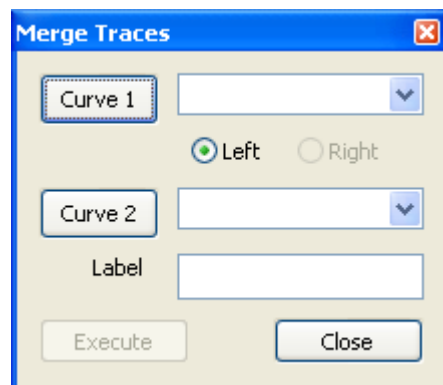 Merge Traces
Curve 1
Left Right
Curve 2
Label
Execute Close